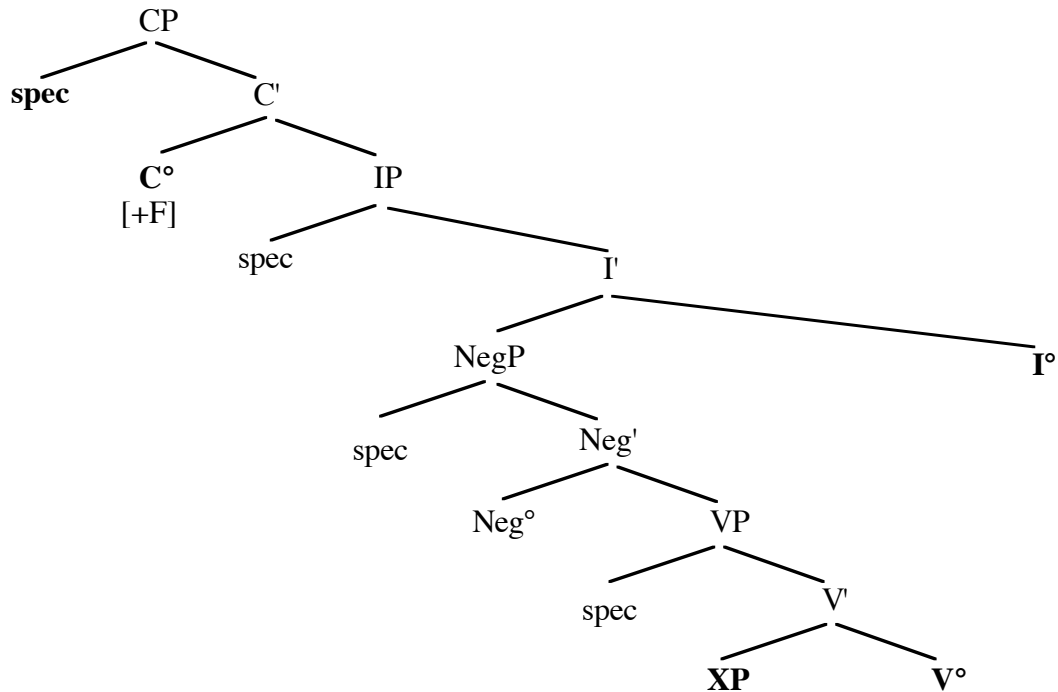 CP
spec
C'
C°
IP
[+F]
spec
I'
NegP
I°
spec
Neg'
Neg°
VP
spec
V'
XP
V°